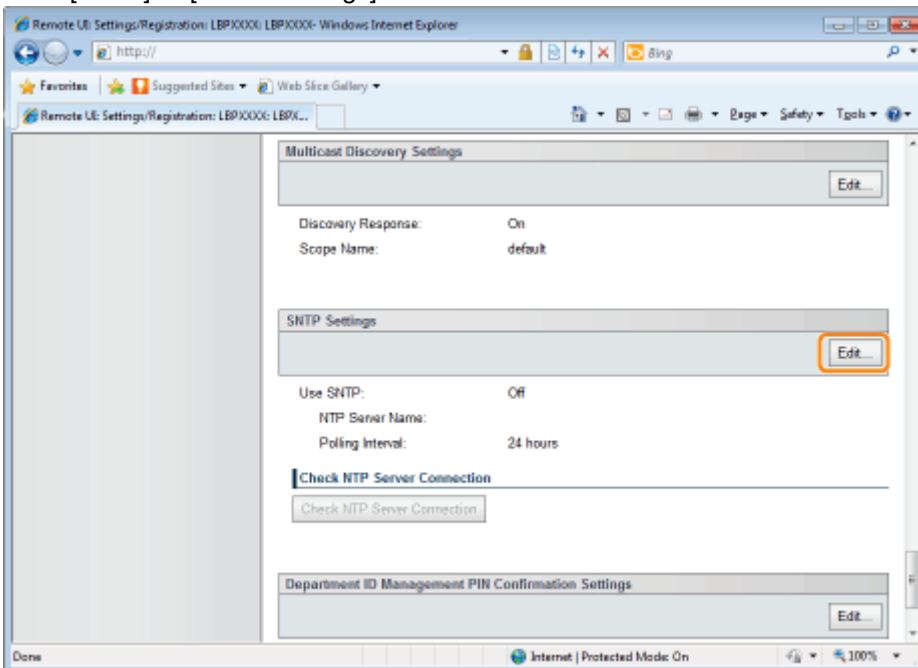 Remote UI: Settings/Registration: LBPXXXX: LBPXXXX- Windows Internet Explorer
http://
Bing
Favorites Suggested Sites Web Slice Gallery
Remote UI: Settings/Registration: LBPXXXX: LBPX... Page Safety Tools
Multicast Discovery Settings
Edit...
Discovery Response: On
Scope Name: default
SNTP Settings
Edit...
Use SNTP: Off
NTP Server Name:
Polling Interval: 24 hours
Check NTP Server Connection
Check NTP Server Connection
Department ID Management PIN Confirmation Settings
Edit...
Done Internet | Protected Mode: On 100%